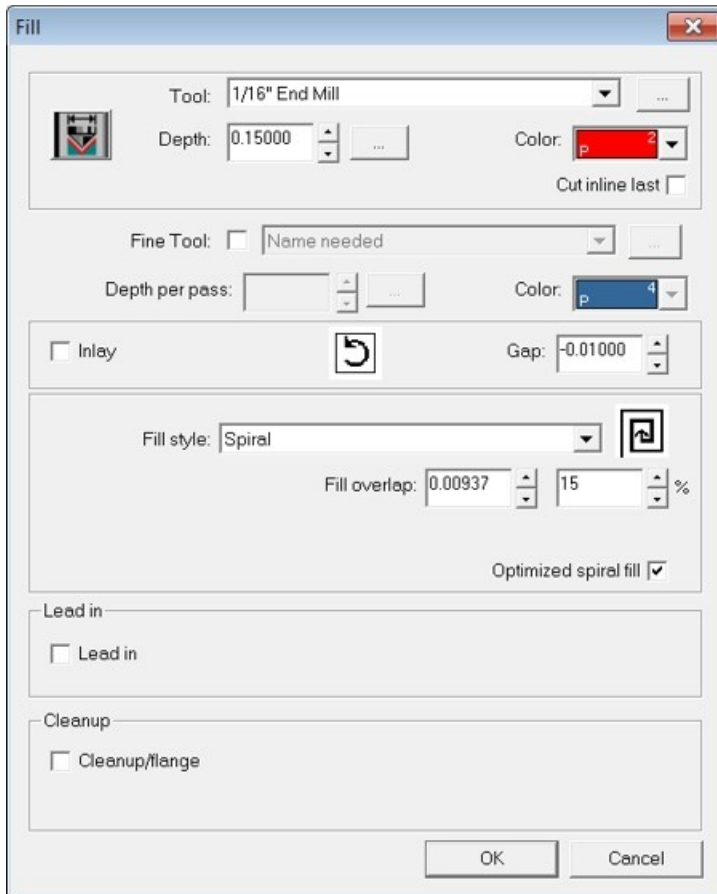 Fill
Tool: 1/16" End Mill ...
Depth: 0.15000 ... Color: P 2
Cut inline last
Fine Tool: Name needed ...
Depth per pass: ... Color: P 4
Inlay Gap: -0.01000
Fill style: Spiral
Fill overlap: 0.00937 15 %
Optimized spiral fill
Lead in
Lead in
Cleanup
Cleanup/flange
OK Cancel